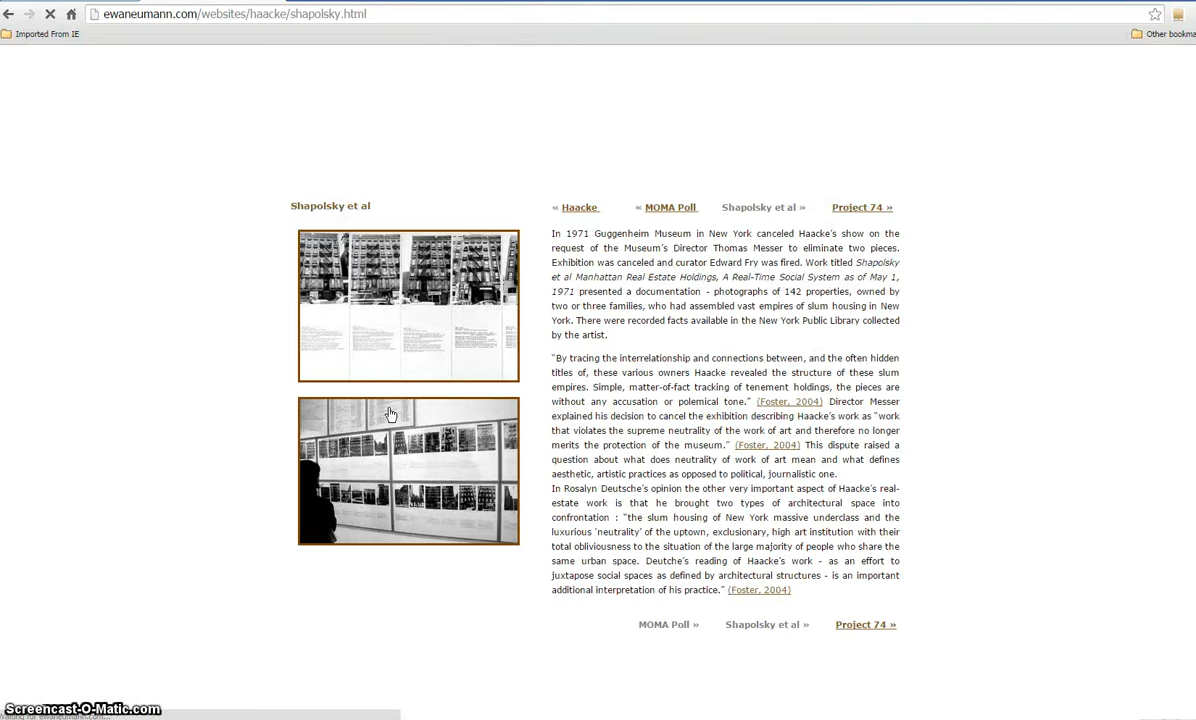 ewaneumann.com/websites/haacke/shapolsky.html
Imported From IE
Other bookma
Shapolsky et al
« Haacke « MOMA Poll Shapolsky et al » Project 74 »
In 1971 Guggenheim Museum in New York canceled Haacke's show on the
request of the Museum's Director Thomas Messer to eliminate two pieces.
Exhibition was canceled and curator Edward Fry was fired. Work titled Shapolsky
et al Manhattan Real Estate Holdings, A Real-Time Social System as of May 1,
1971 presented a documentation - photographs of 142 properties, owned by
two or three families, who had assembled vast empires of slum housing in New
York. There were recorded facts available in the New York Public Library collected
by the artist.
"By tracing the interrelationship and connections between, and the often hidden
titles of, these various owners Haacke revealed the structure of these slum
empires. Simple, matter-of-fact tracking of tenement holdings, the pieces are
without any accusation or polemical tone." (Foster, 2004) Director Messer
explained his decision to cancel the exhibition describing Haacke's work as "work
that violates the supreme neutrality of the work of art and therefore no longer
merits the protection of the museum." (Foster, 2004) This dispute raised a
question about what does neutrality of work of art mean and what defines
aesthetic, artistic practices as opposed to political, journalistic one.
In Rosalyn Deutsche's opinion the other very important aspect of Haacke's real-
estate work is that he brought two types of architectural space into
confrontation : "the slum housing of New York massive underclass and the
luxurious 'neutrality' of the uptown, exclusionary, high art institution with their
total obliviousness to the situation of the large majority of people who share the
same urban space. Deutche's reading of Haacke's work - as an effort to
juxtapose social spaces as defined by architectural structures - is an important
additional interpretation of his practice." (Foster, 2004)
MOMA Poll » Shapolsky et al » Project 74 »
Screencast-O-Matic.com